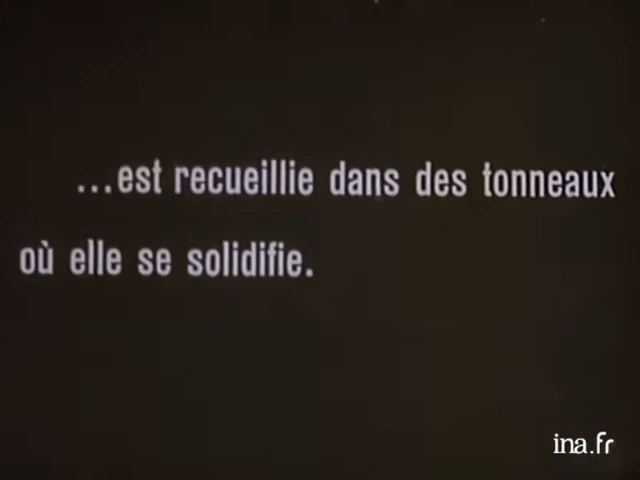 ...est recueillie dans des tonneaux
où elle se solidifie.
ina.fr